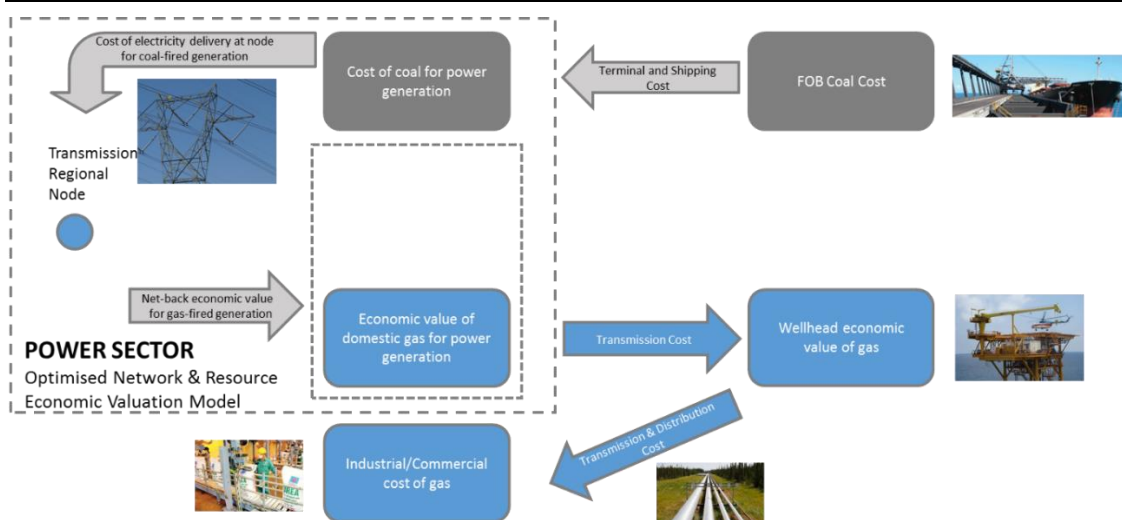 Cost of electricity delivery at node
for coal-fired generation
Cost of coal for power
generation
Terminal and Shipping
Cost
FOB Coal Cost
Transmission
Regional
Node
Net-back economic value
for gas-fired generation
Economic value of
domestic gas for power
generation
Transmission Cost
Wellhead economic
value of gas
POWER SECTOR
Optimised Network & Resource
Economic Valuation Model
Transmission & Distribution
Cost
Industrial/Commercial
cost of gas